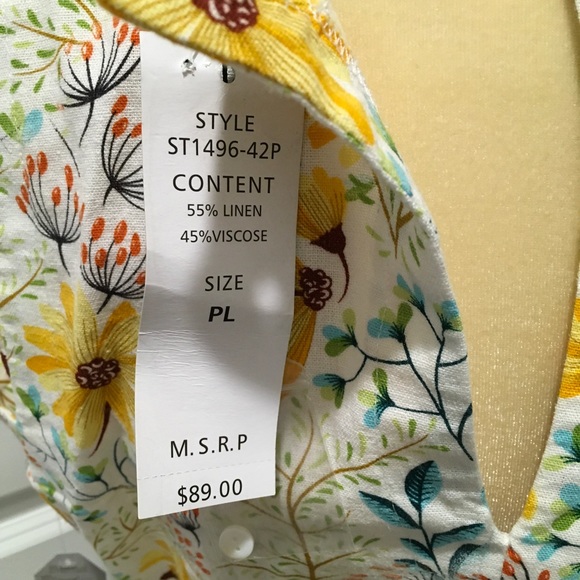 STYLE
ST1496-42P
CONTENT
55% LINEN
45%VISCOSE
SIZE
PL
M.S.R.P
$89.00